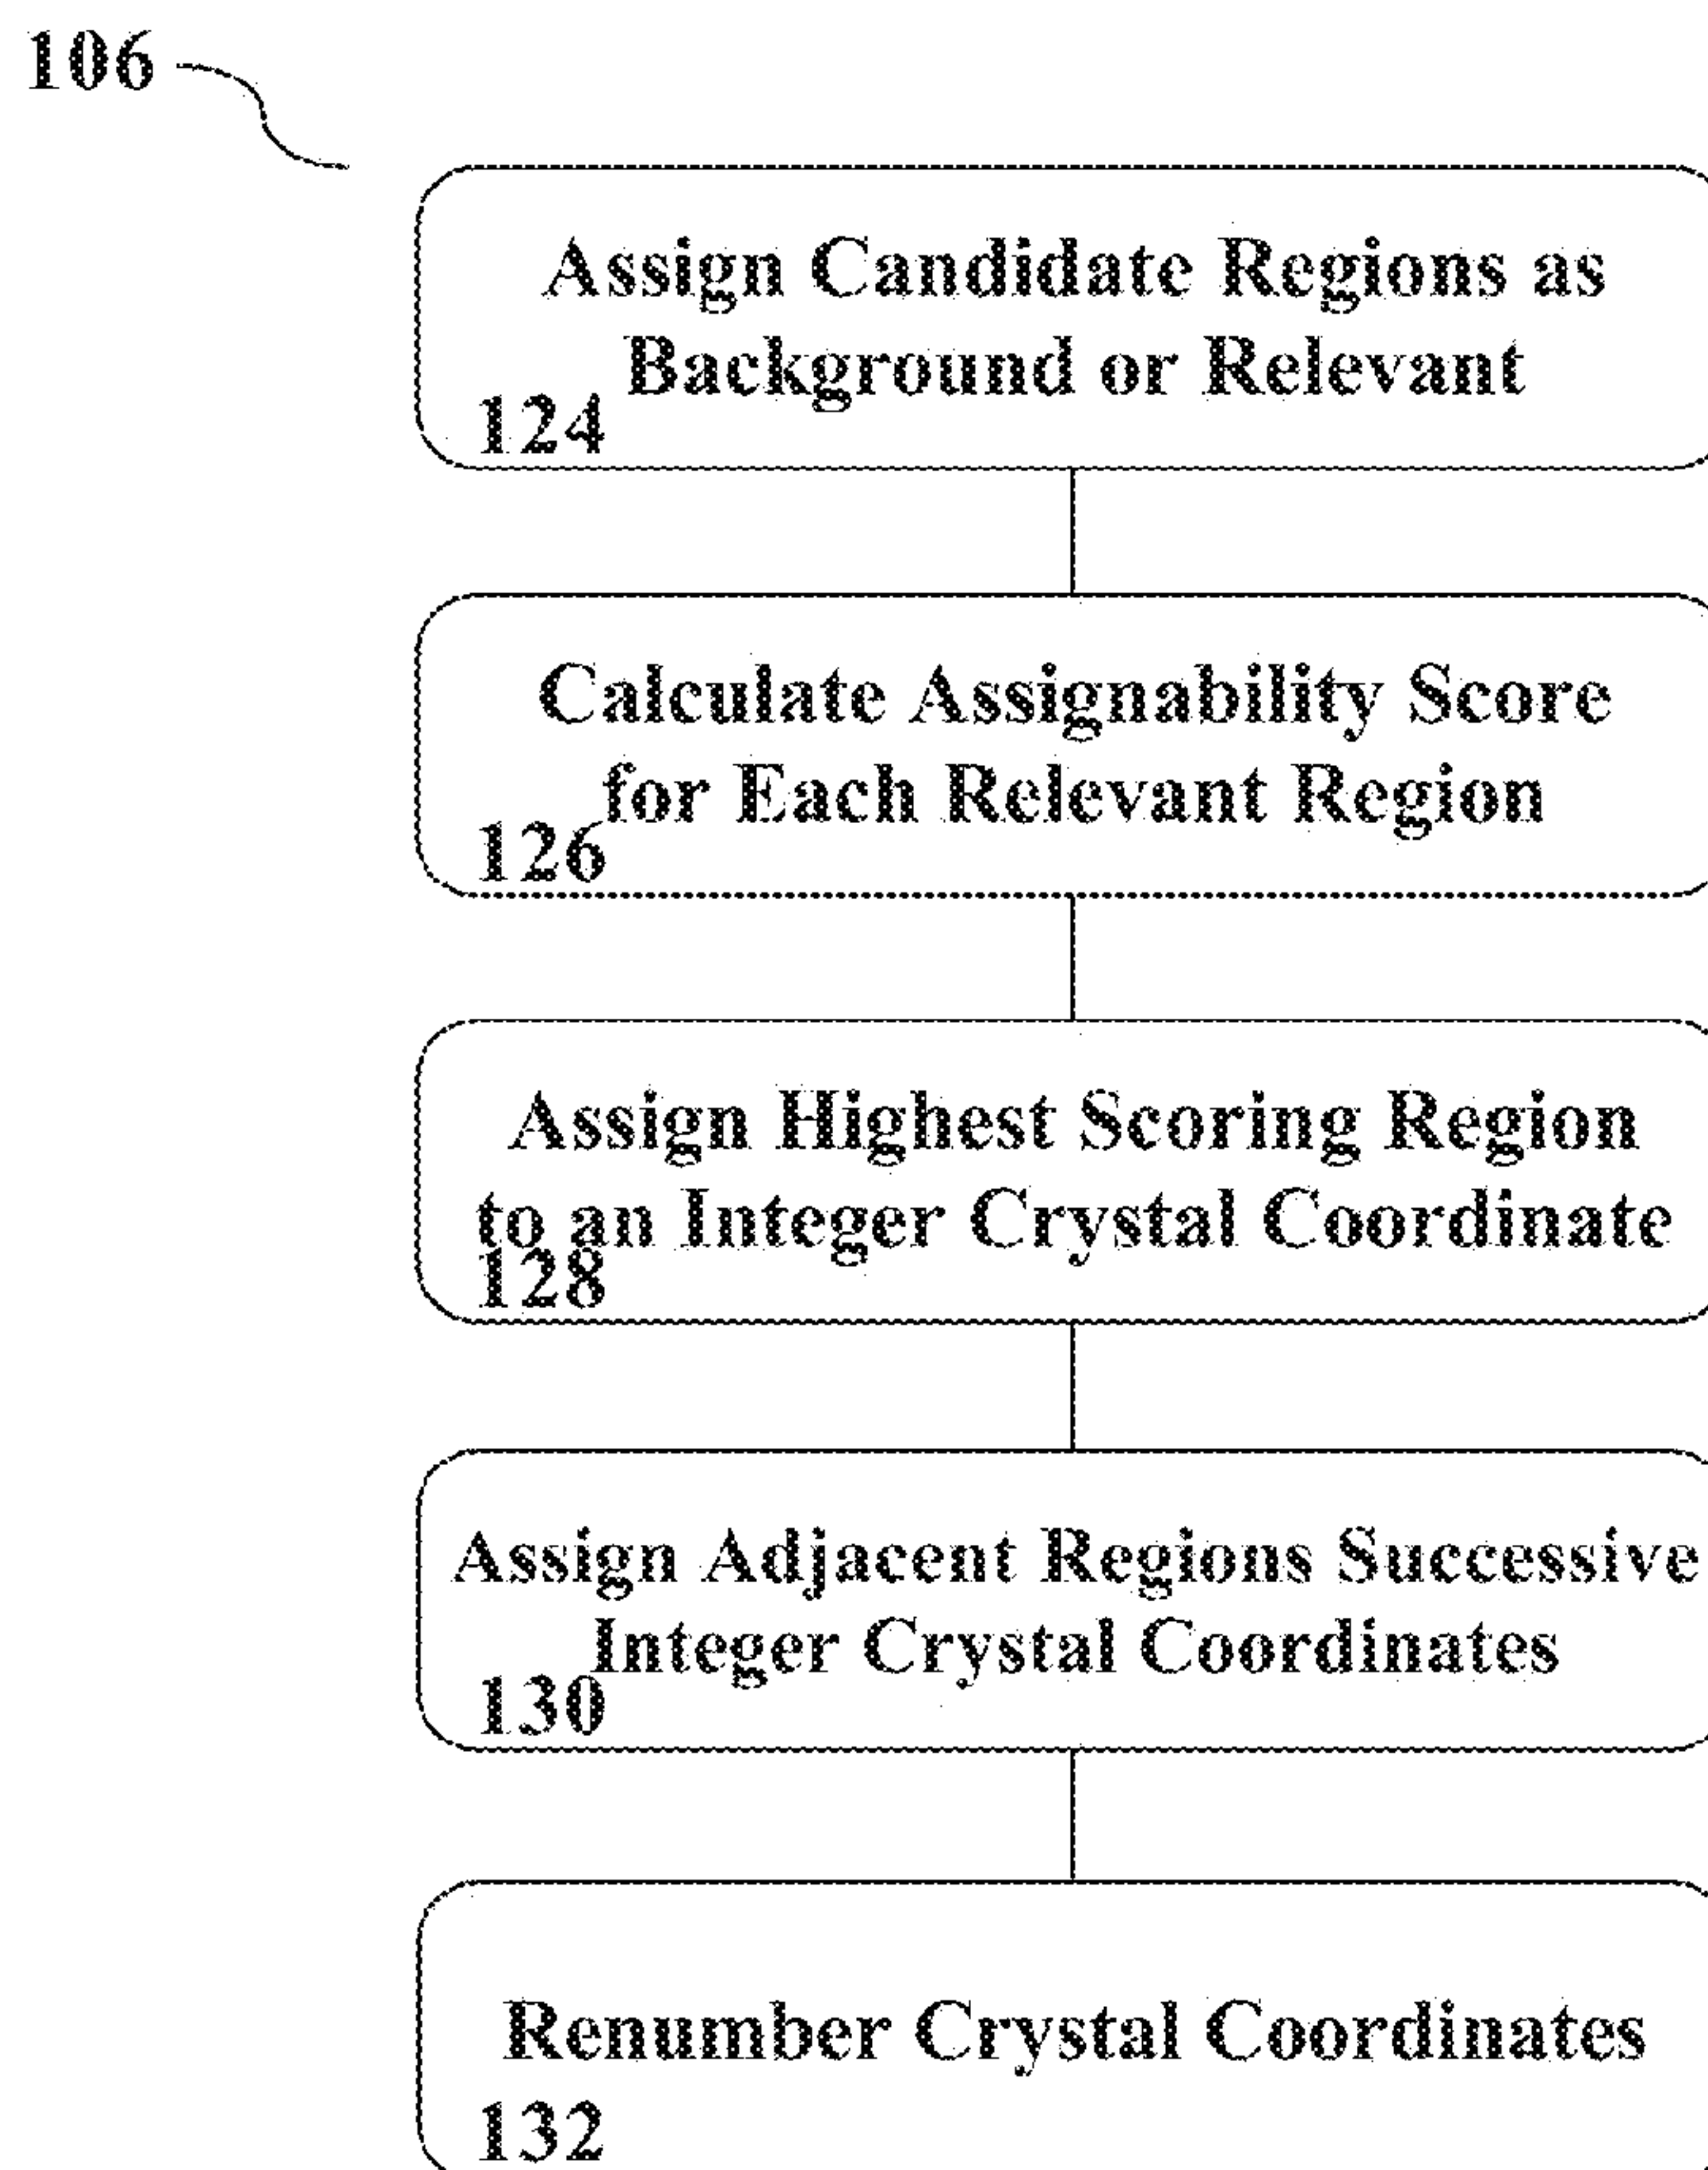 106
Assign Candidate Regions as
Background or Relevant
124
Calculate Assignability Score
for Each Relevant Region
126
Assign Highest Scoring Region
to an Integer Crystal Coordinate
128
Assign Adjacent Regions Successive
Integer Crystal Coordinates
130
Renumber Crystal Coordinates
132